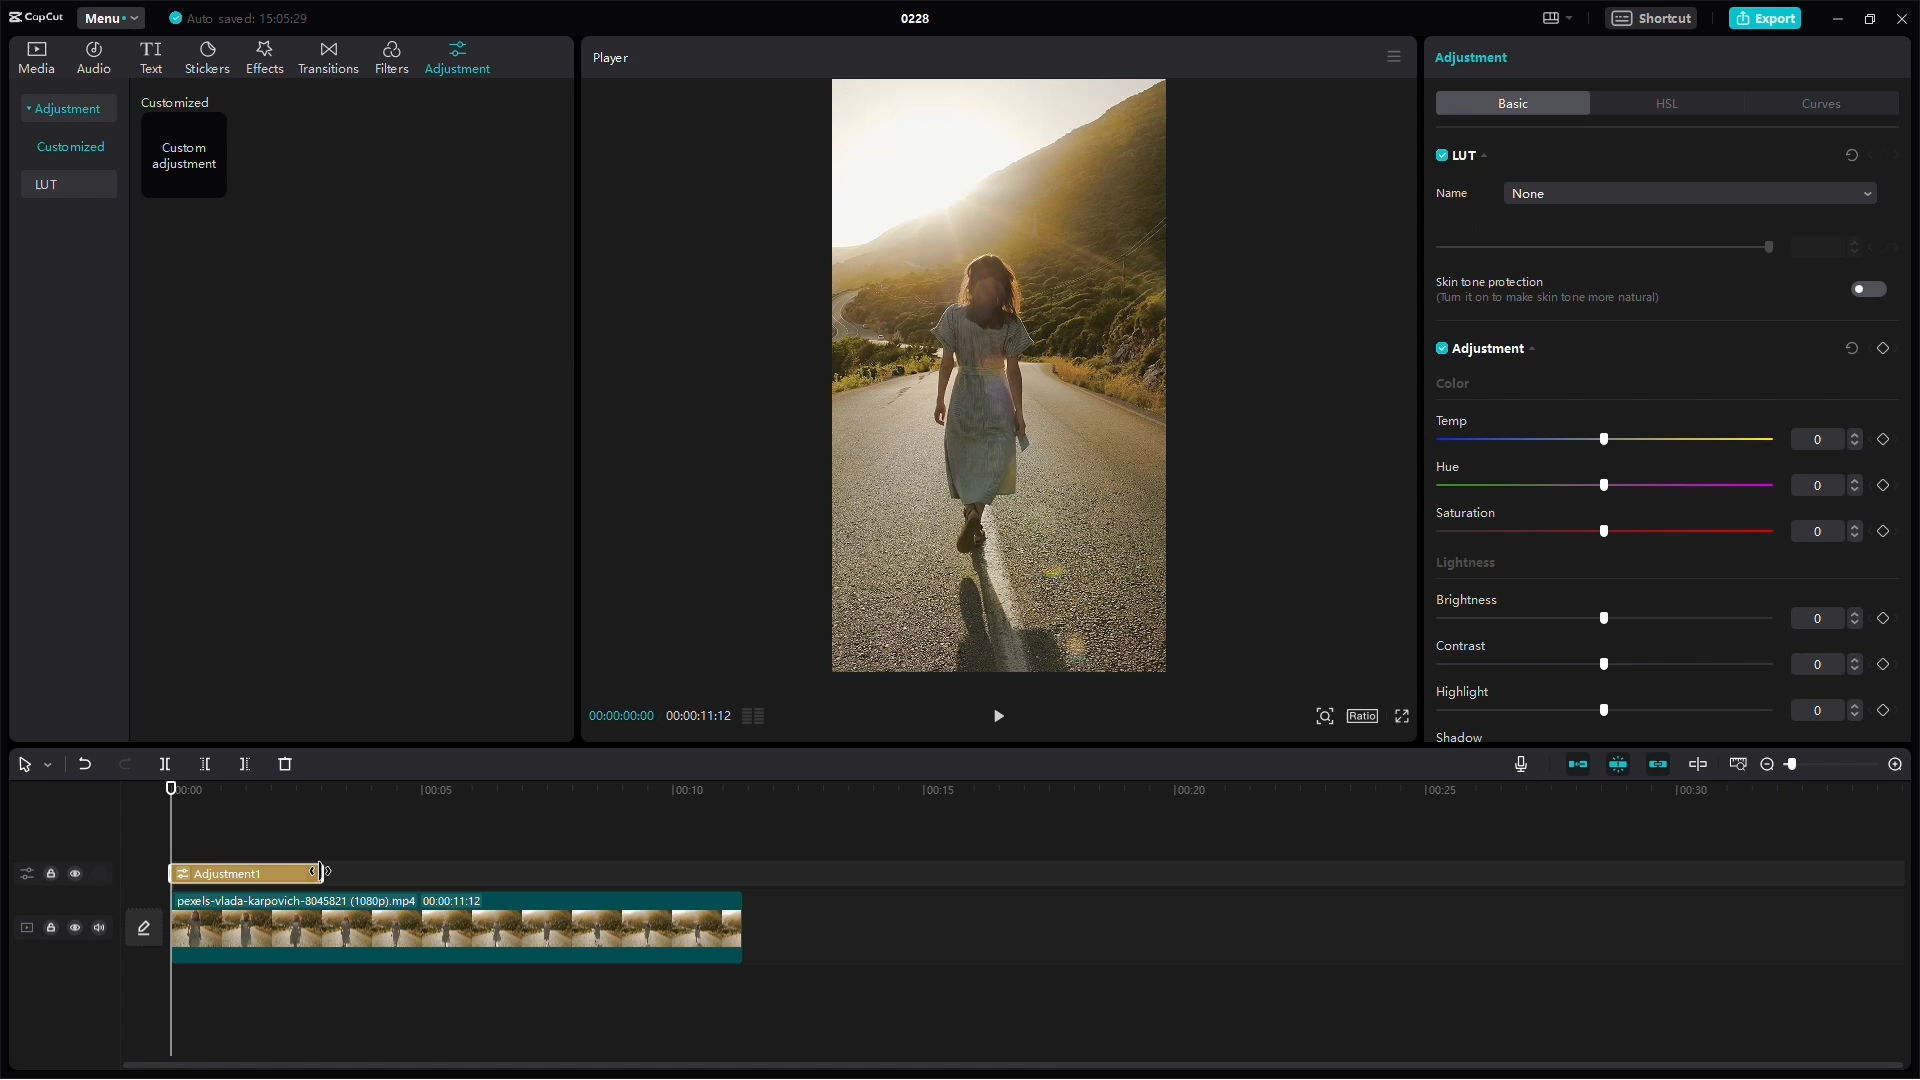 CapCut
Menu
Auto saved: 15:05:29
0228
Shortcut
Export
Media
Audio
TI
Text
Stickers
Effects
Transitions
Filters
Adjustment
Adjustment
Customized
LUT
Customized
Custom
adjustment
Player
00:00:00:00
00:00:11:12
Ratio
Adjustment
Basic
HSL
Curves
LUT
Name
None
Skin tone protection
(Turn it on to make skin tone more natural)
Adjustment
Color
Temp
0
Hue
0
Saturation
0
Lightness
Brightness
0
Contrast
0
Highlight
0
Shadow
00:00
00:05
00:10
00:15
00:20
00:25
00:30
Adjustment1
pexels-vlada-karpovich-8045821 (1080p).mp4
00:00:11:12